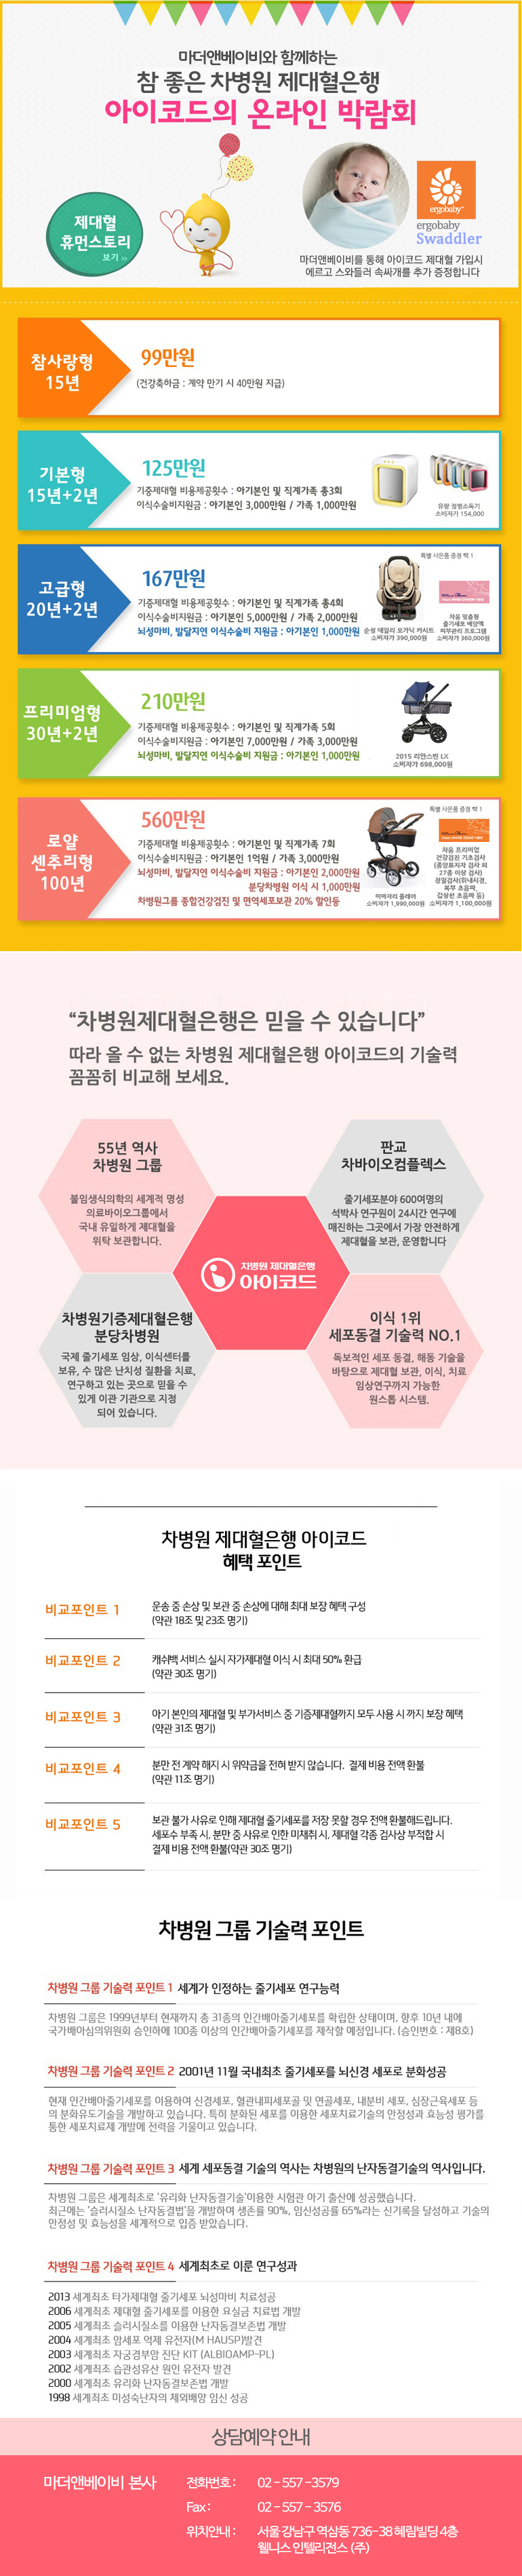 마더앤베이비와 함께하는
참 좋은 차병원 제대혈은행
아이코드의 온라인 박람회
제대혈
휴먼스토리
보기 >>
ergobaby
ergobaby
Swaddler
마더앤베이비를 통해 아이코드 제대혈 가입시
에르고 스와들러 속싸개를 추가 증정합니다
참사랑형
15년
99만원
(건강축하금 : 계약 만기 시 40만원 지급)
기본형
15년+2년
125만원
기증제대혈 비용제공횟수 : 아기본인 및 직계가족 총3회
이식수술비지원금 : 아기본인 3,000만원 / 가족 1,000만원
유팡 젖병소독기
소비자가 154,000
고급형
20년+2년
167만원
기증제대혈 비용제공횟수 : 아기본인 및 직계가족 총4회
이식수술비지원금 : 아기본인 5,000만원 / 가족 2,000만원
뇌성마비, 발달지연 이식수술비 지원금 : 아기본인 1,000만원
특별 사은품 증정 택 1
순성 데일리 오가닉 카시트
소비자가 390,000원
차움 맞춤형
줄기세포 배양액
피부관리 프로그램
소비자가 360,000원
프리미엄형
30년+2년
210만원
기증제대혈 비용제공횟수 : 아기본인 및 직계가족 5회
이식수술비지원금 : 아기본인 7,000만원 / 가족 3,000만원
뇌성마비, 발달지연 이식수술비 지원금 : 아기본인 1,000만원
2015 리안스핀 LX
소비자가 698,000원
로얄
센추리형
100년
560만원
기증제대혈 비용제공횟수 : 아기본인 및 직계가족 7회
이식수술비지원금 : 아기본인 1억원 / 가족 3,000만원
뇌성마비, 발달지연 이식수술비 지원금 : 아기본인 2,000만원
분당차병원 이식 시 1,000만원
차병원그룹 종합건강검진 및 면역세포보관 20% 할인등
특별 사은품 증정 택 1
미마자리 플레어
소비자가 1,990,000원
차움 프리미엄
건강검진 기초검사
(종양표지자 검사 외
27종 이상 검사)
정밀검사(위내시경,
복부 초음파,
갑상선 초음파 등)
소비자가 1,100,000원
“차병원제대혈은행은 믿을 수 있습니다”
따라 올 수 없는 차병원 제대혈은행 아이코드의 기술력
꼼꼼히 비교해 보세요.
55년 역사
차병원 그룹
불임생식의학의 세계적 명성
의료바이오그룹에서
국내 유일하게 제대혈을
위탁 보관합니다.
판교
차바이오컴플렉스
줄기세포분야 600여명의
석박사 연구원이 24시간 연구에
매진하는 그곳에서 가장 안전하게
제대혈을 보관, 운영합니다
차병원 제대혈은행
아이코드
차병원기증제대혈은행
분당차병원
국제 줄기세포 임상, 이식센터를
보유, 수 많은 난치성 질환을 치료,
연구하고 있는 곳으로 믿을 수
있게 이관 기관으로 지정
되어 있습니다.
이식 1위
세포동결 기술력 NO.1
독보적인 세포 동결, 해동 기술을
바탕으로 제대혈 보관, 이식, 치료
임상연구까지 가능한
원스톱 시스템.
차병원 제대혈은행 아이코드
혜택 포인트
비교포인트 1
운송 중 손상 및 보관 중 손상에 대해 최대 보장 혜택 구성
(약관 18조 및 23조 명기)
비교포인트 2
캐쉬백 서비스 실시 자가제대혈 이식 시 최대 50% 환급
(약관 30조 명기)
비교포인트 3
아기 본인의 제대혈 및 부가서비스 중 기증제대혈까지 모두 사용 시 까지 보장 혜택
(약관 31조 명기)
비교포인트 4
분만 전 계약 해지 시 위약금을 전혀 받지 않습니다. 결제 비용 전액 환불
(약관 11조 명기)
비교포인트 5
보관 불가 사유로 인해 제대혈 줄기세포를 저장 못할 경우 전액 환불해드립니다.
세포수 부족 시, 분만 중 사유로 인한 미채취 시, 제대혈 각종 검사상 부적합 시
결제 비용 전액 환불(약관 30조 명기)
차병원 그룹 기술력 포인트
차병원 그룹 기술력 포인트 1 세계가 인정하는 줄기세포 연구능력
차병원 그룹은 1999년부터 현재까지 총 31종의 인간배아줄기세포를 확립한 상태이며, 향후 10년 내에
국가배아심의위원회 승인하에 100종 이상의 인간배아줄기세포를 제작할 예정입니다. (승인번호 : 제8호)
차병원 그룹 기술력 포인트 2 2001년 11월 국내최초 줄기세포를 뇌신경 세포로 분화성공
현재 인간배아줄기세포를 이용하여 신경세포, 혈관내피세포골 및 연골세포, 내분비 세포, 심장근육세포 등
의 분화유도기술을 개발하고 있습니다. 특히 분화된 세포를 이용한 세포치료기술의 안정성과 효능성 평가를
통한 세포치료제 개발에 전력을 기울이고 있습니다.
차병원 그룹 기술력 포인트 3 세계 세포동결 기술의 역사는 차병원의 난자동결기술의 역사입니다.
차병원 그룹은 세계최초로 '유리화 난자동결기술'이용한 시험관 아기 출산에 성공했습니다.
최근에는 '슬러시질소 난자동결법'을 개발하여 생존률 90%, 임신성공률 65%라는 신기록을 달성하고 기술의
안정성 및 효능성을 세계적으로 입증 받았습니다.
차병원 그룹 기술력 포인트 4 세계최초로 이룬 연구성과
2013 세계최초 타가제대혈 줄기세포 뇌성마비 치료성공
2006 세계최초 제대혈 줄기세포를 이용한 요실금 치료법 개발
2005 세계최초 슬러시질소를 이용한 난자동결보존법 개발
2004 세계최초 암세포 억제 유전자(M HAUSP)발견
2003 세계최초 자궁경부암 진단 KIT (ALBIOAMP-PL)
2002 세계최초 습관성유산 원인 유전자 발견
2000 세계최초 유리화 난자동결보존법 개발
1998 세계최초 미성숙난자의 체외배양 임신 성공
상담예약 안내
마더앤베이비 본사
전화번호 : 02 - 557 -3579
Fax : 02 - 557 - 3576
위치안내 : 서울 강남구 역삼동 736-38 혜림빌딩 4층
웰니스 인텔리전스 (주)